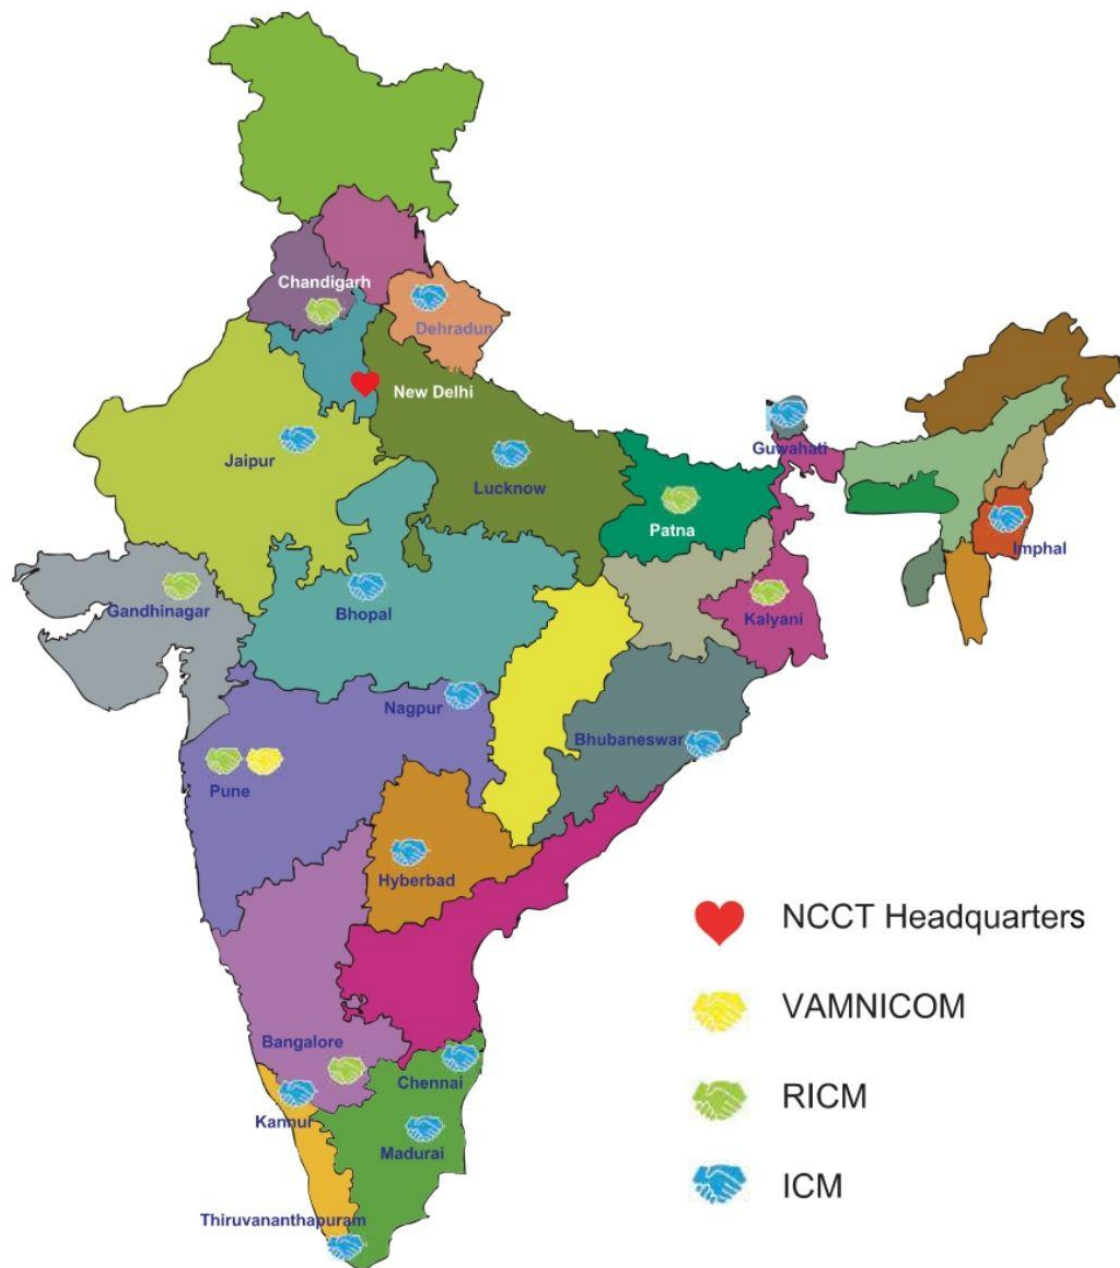 Chandigarh
Dehradun
New Delhi
Guwahati
Jaipur
Lucknow
Patna
Imphal
Gandhinagar
Bhopal
Kalyani
Nagpur
Bhubaneswar
Pune
Hyberbad
NCCT Headquarters
VAMNICOM
Bangalore
Chennai
RICM
Kannur
Madurai
ICM
Thiruvananthapuram